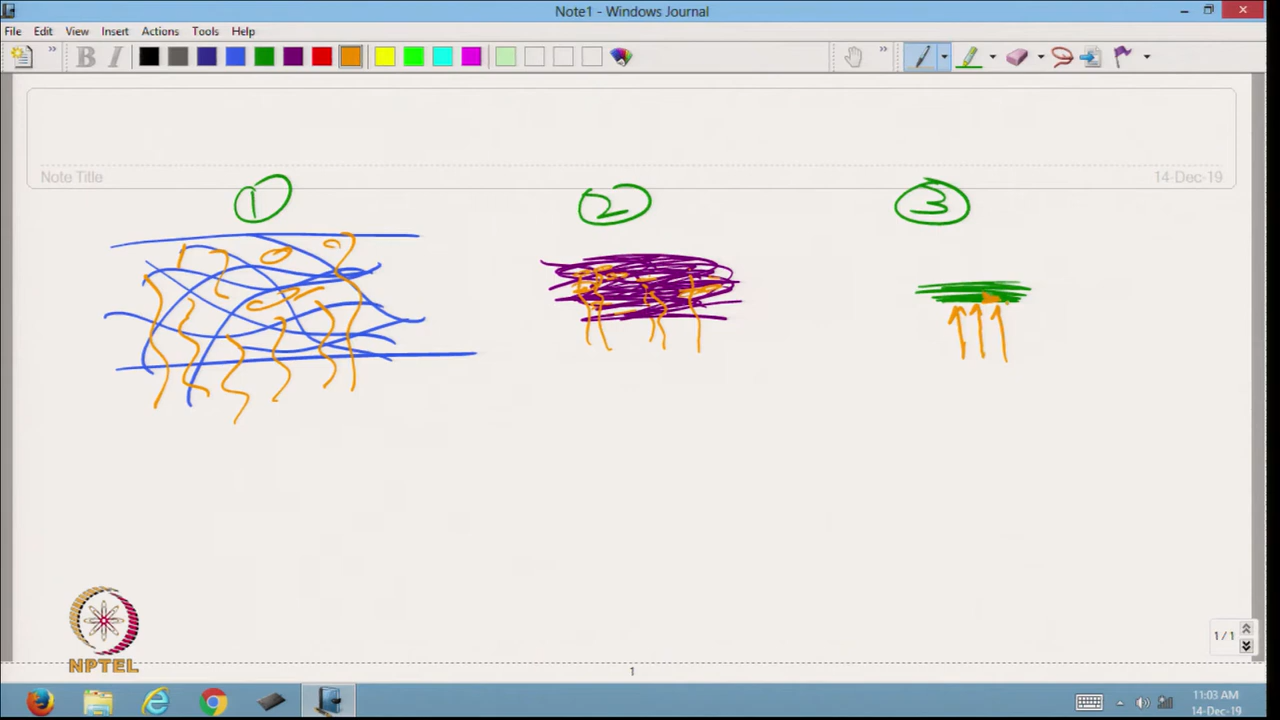 Note1 - Windows Journal
File Edit View Insert Actions Tools Help
B I
Note Title
14-Dec-19
1 2 3
1 / 1
NPTEL
1
11:03 AM
14-Dec-19